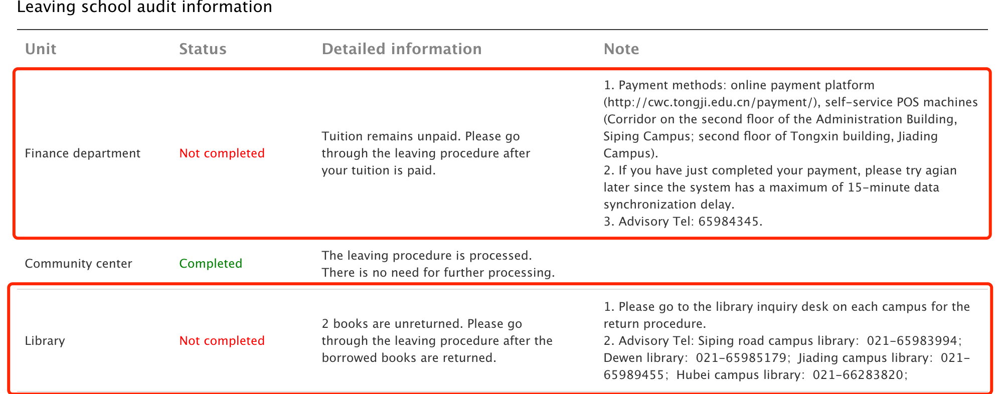 Leaving school audit information
Unit Status Detailed information Note
Finance department
Not completed
Tuition remains unpaid. Please go
through the leaving procedure after
your tuition is paid.
1. Payment methods: online payment platform
(http://cwc.tongji.edu.cn/payment/), self-service POS machines
(Corridor on the second floor of the Administration Building,
Siping Campus; second floor of Tongxin building, Jiading
Campus).
2. If you have just completed your payment, please try agian
later since the system has a maximum of 15-minute data
synchronization delay.
3. Advisory Tel: 65984345.
Community center
Completed
The leaving procedure is processed.
There is no need for further processing.
Library
Not completed
2 books are unreturned. Please go
through the leaving procedure after the
borrowed books are returned.
1. Please go to the library inquiry desk on each campus for the
return procedure.
2. Advisory Tel: Siping road campus library: 021-65983994;
Dewen library: 021-65985179; Jiading campus library: 021-
65989455; Hubei campus library: 021-66283820;